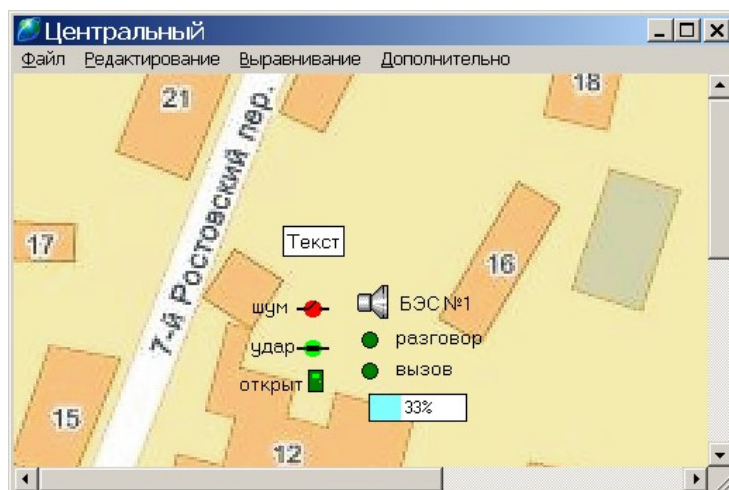 Центральный
Файл Редактирование Выравнивание Дополнительно
21
18
7-й Ростовский пер.
17
Текст
16
шум
БЭС №1
удар
разговор
вызов
открыт
33%
15
12